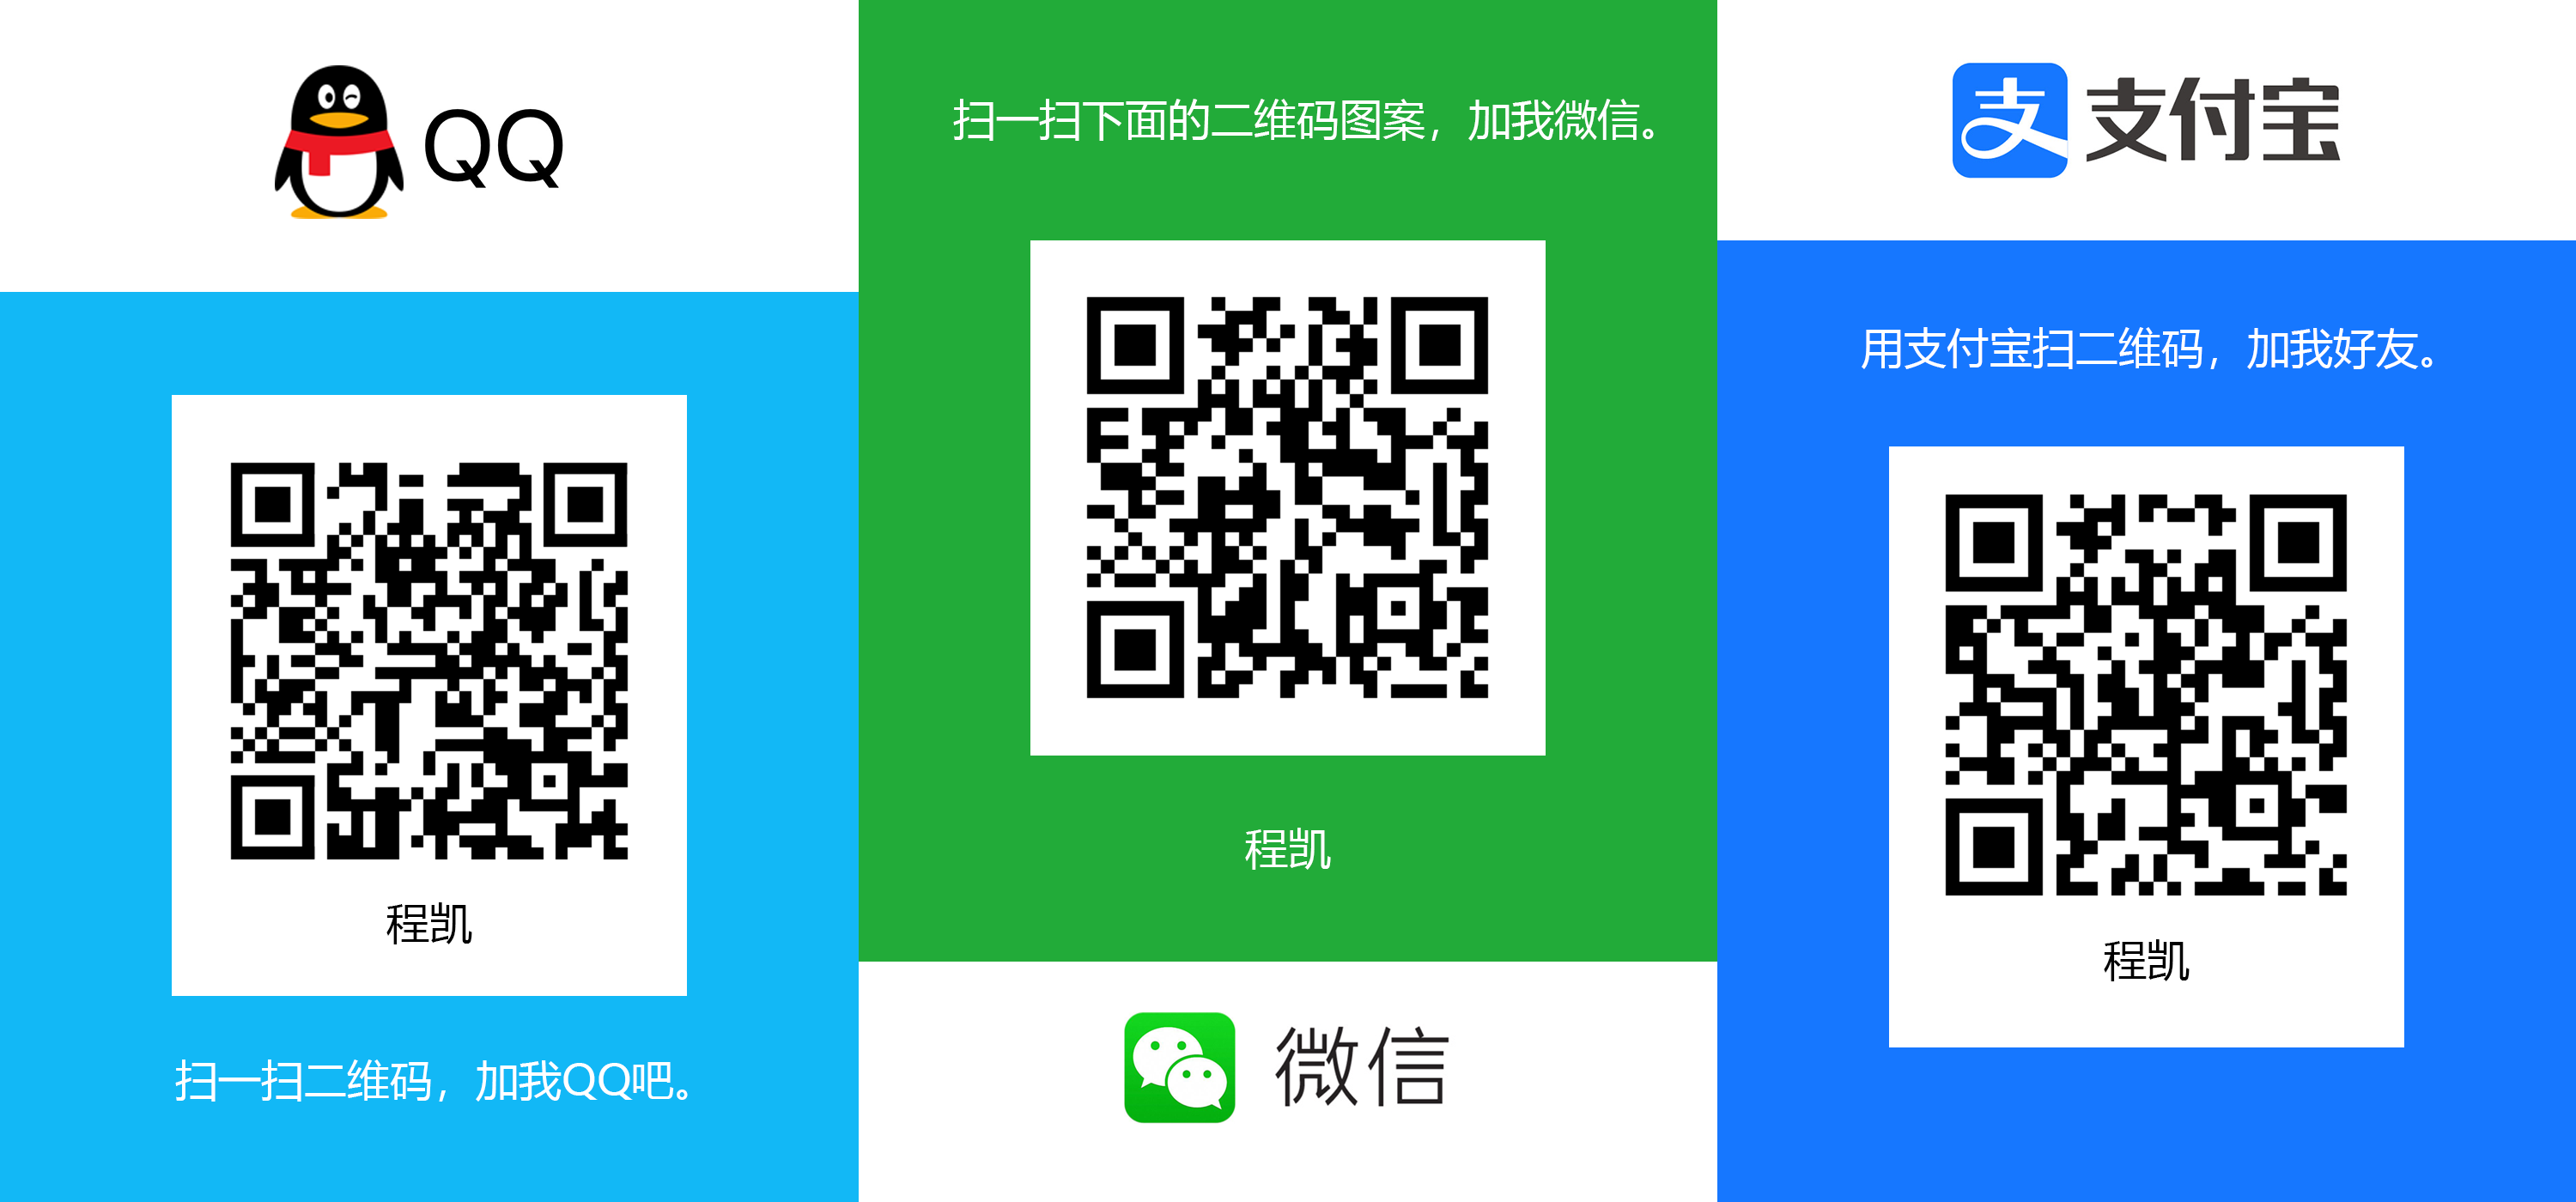 QQ
程凯
扫一扫二维码，加我QQ吧。
扫一扫下面的二维码图案，加我微信。
程凯
微信
支 支付宝
用支付宝扫二维码，加我好友。
程凯